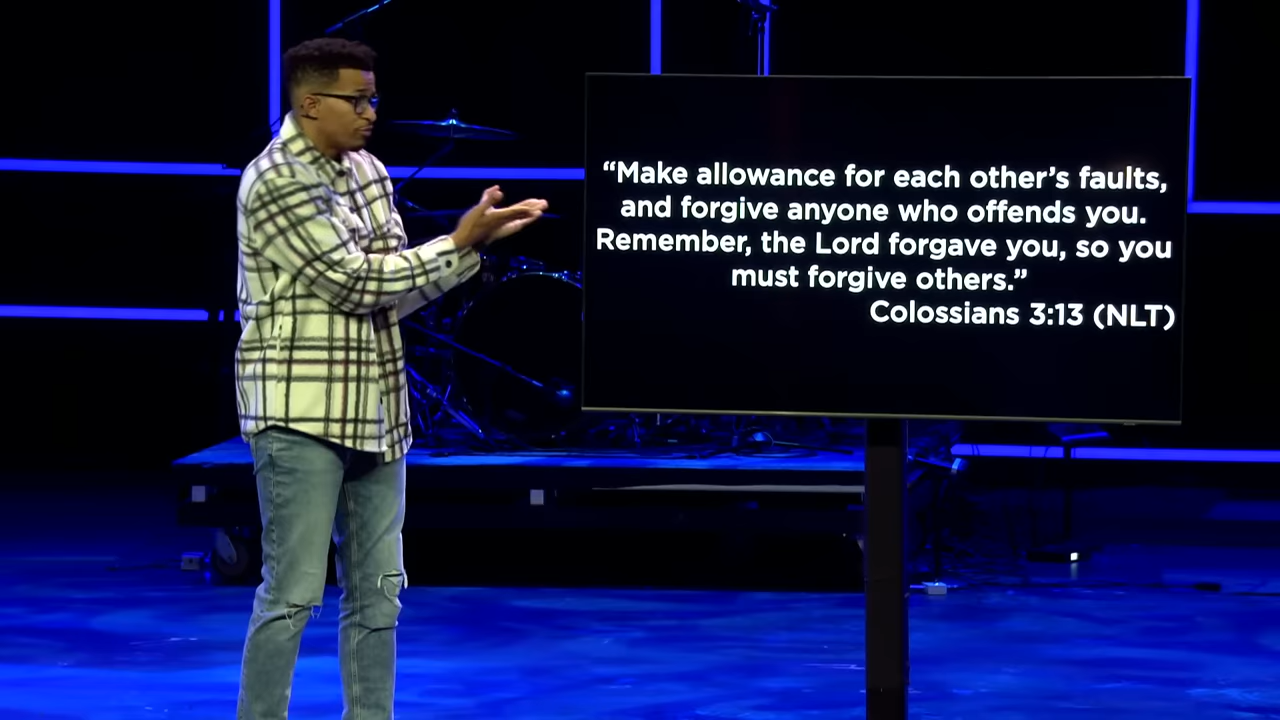 “Make allowance for each other’s faults,
and forgive anyone who offends you.
Remember, the Lord forgave you, so you
must forgive others.”
Colossians 3:13 (NLT)